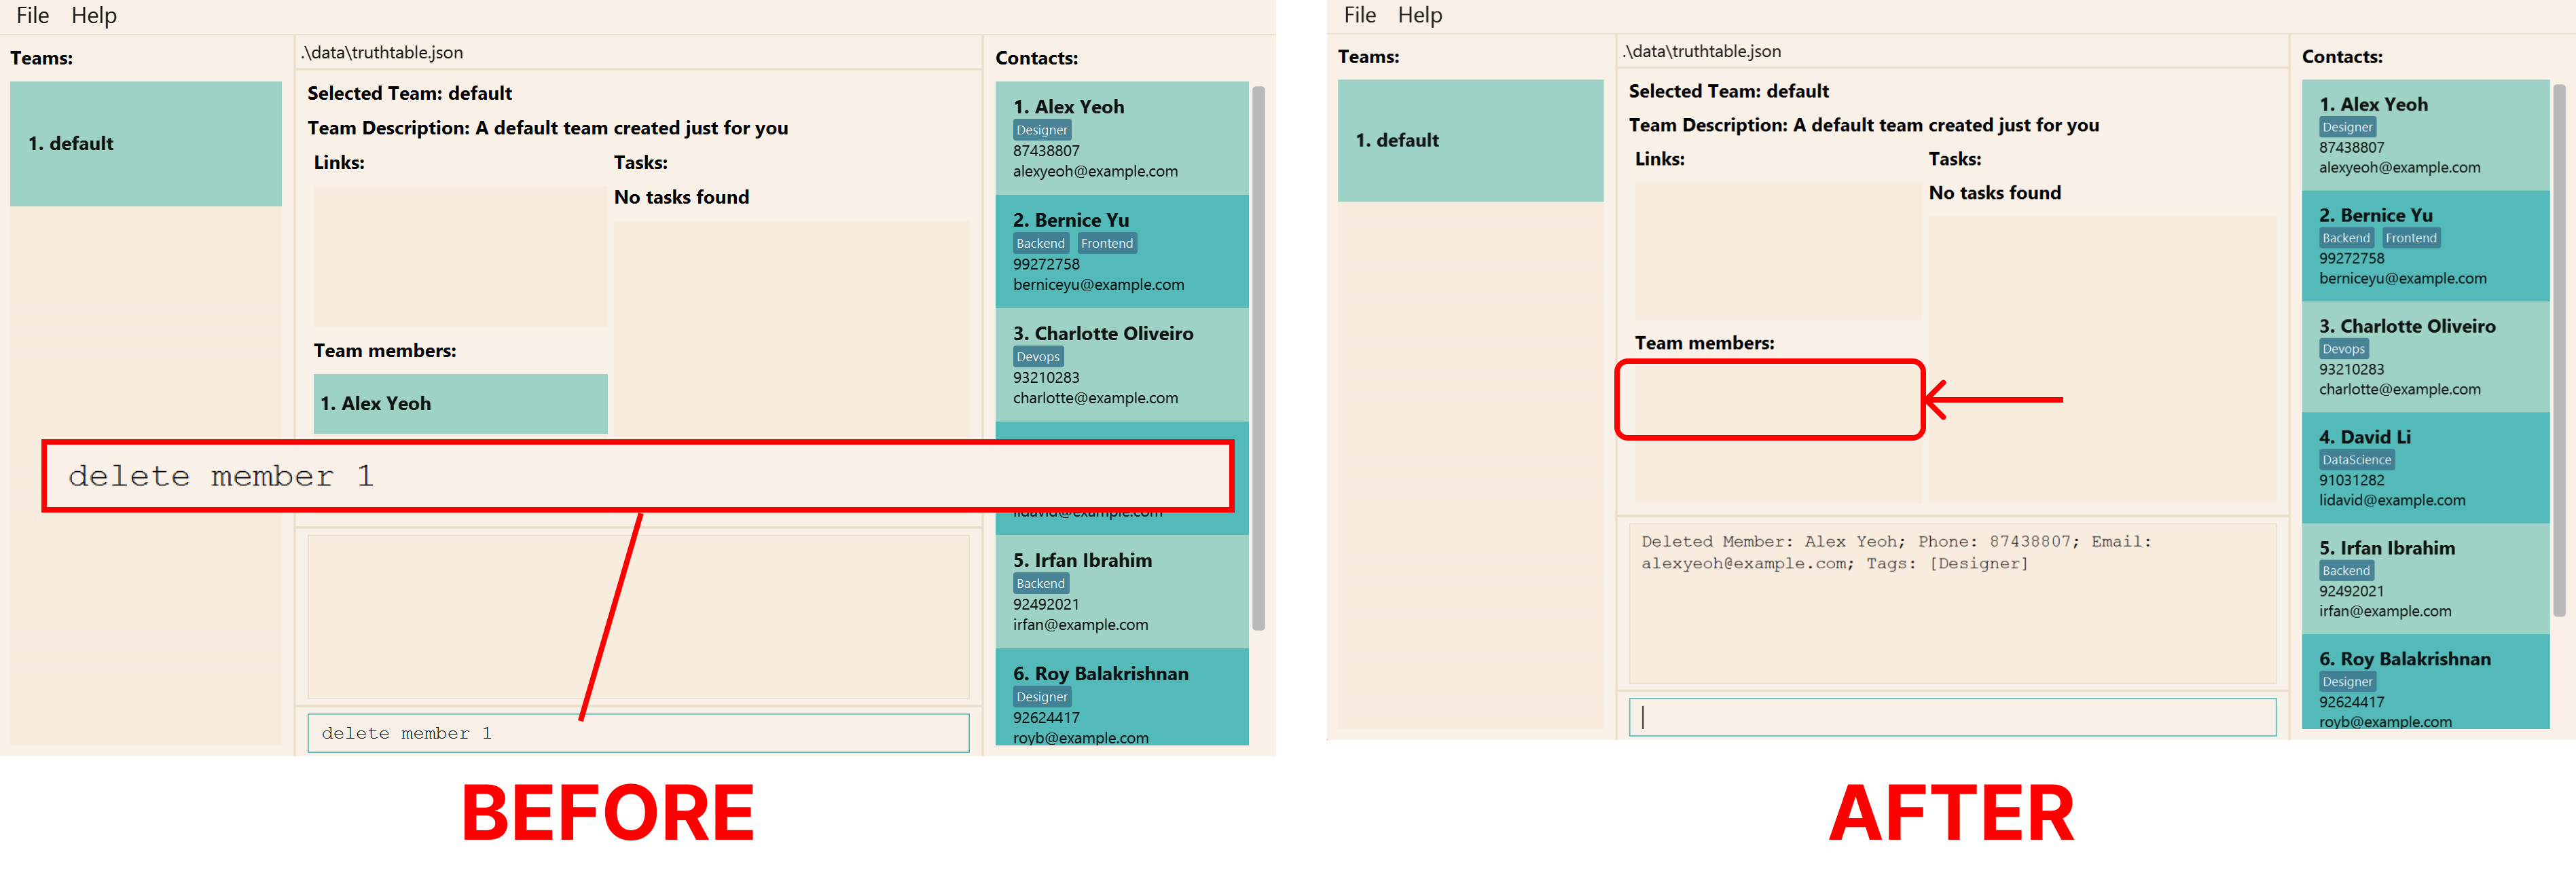 File Help
Teams:
1. default
.\data\truthtable.json
Selected Team: default
Team Description: A default team created just for you
Links:
Tasks:
No tasks found
Team members:
1. Alex Yeoh
delete member 1
delete member 1
Contacts:
1. Alex Yeoh
Designer
87438807
alexyeoh@example.com
2. Bernice Yu
Backend Frontend
99272758
berniceyu@example.com
3. Charlotte Oliveiro
Devops
93210283
charlotte@example.com
lidavid@example.com
5. Irfan Ibrahim
Backend
92492021
irfan@example.com
6. Roy Balakrishnan
Designer
92624417
royb@example.com
BEFORE
File Help
Teams:
1. default
.\data\truthtable.json
Selected Team: default
Team Description: A default team created just for you
Links:
Tasks:
No tasks found
Team members:
Deleted Member: Alex Yeoh; Phone: 87438807; Email:
alexyeoh@example.com; Tags: [Designer]
Contacts:
1. Alex Yeoh
Designer
87438807
alexyeoh@example.com
2. Bernice Yu
Backend Frontend
99272758
berniceyu@example.com
3. Charlotte Oliveiro
Devops
93210283
charlotte@example.com
4. David Li
DataScience
91031282
lidavid@example.com
5. Irfan Ibrahim
Backend
92492021
irfan@example.com
6. Roy Balakrishnan
Designer
92624417
royb@example.com
AFTER